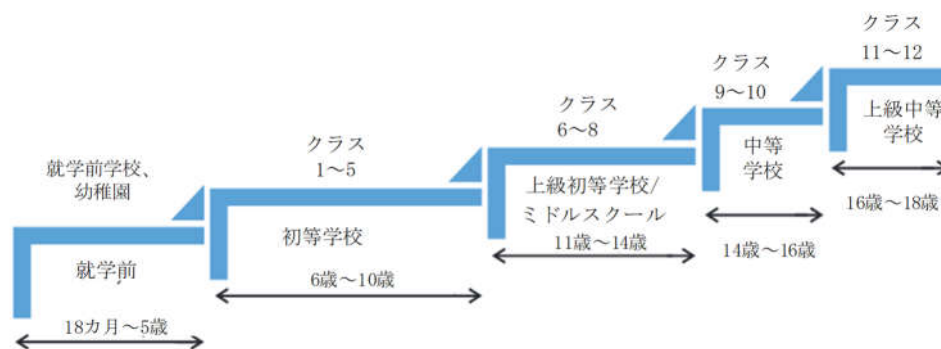 就学前学校、
幼稚園
就学前
18カ月～5歳
クラス
1～5
初等学校
6歳～10歳
クラス
6～8
上級初等学校/
ミドルスクール
11歳～14歳
クラス
9～10
中等
学校
14歳～16歳
クラス
11～12
上級中等
学校
16歳～18歳